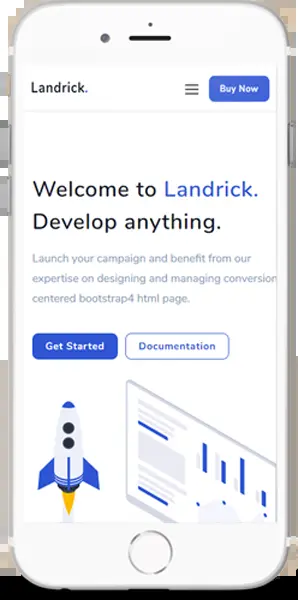 Landrick.
Buy Now
Welcome to Landrick.
Develop anything.
Launch your campaign and benefit from our
expertise on designing and managing conversion
centered bootstrap4 html page.
Get Started
Documentation